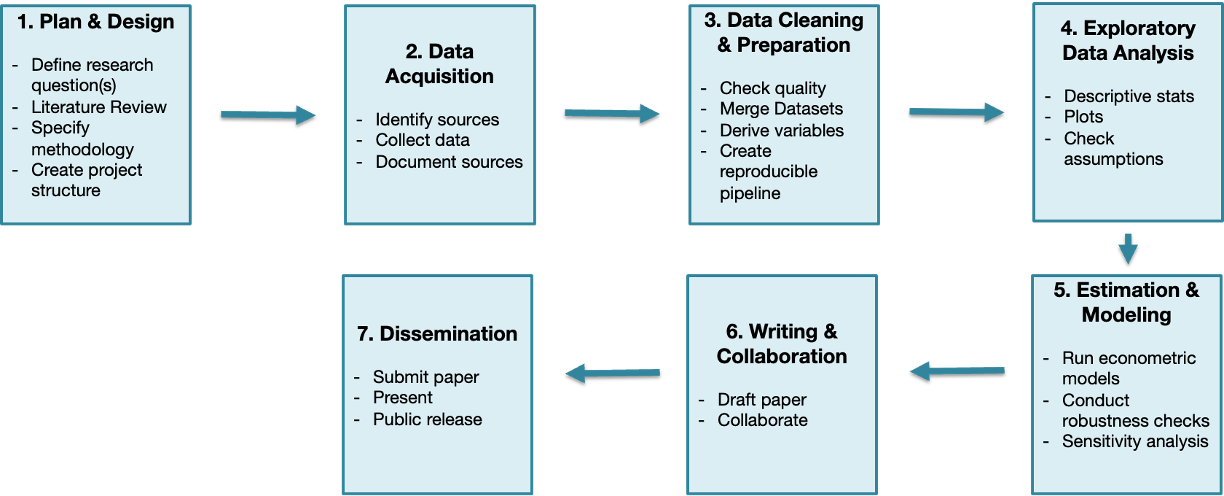 1. Plan & Design
- Define research
question(s)
- Literature Review
- Specify
methodology
- Create project
structure
2. Data
Acquisition
- Identify sources
- Collect data
- Document sources
3. Data Cleaning
& Preparation
- Check quality
- Merge Datasets
- Derive variables
- Create
reproducible
pipeline
4. Exploratory
Data Analysis
- Descriptive stats
- Plots
- Check
assumptions
5. Estimation &
Modeling
- Run econometric
models
- Conduct
robustness checks
- Sensitivity analysis
6. Writing &
Collaboration
- Draft paper
- Collaborate
7. Dissemination
- Submit paper
- Present
- Public release